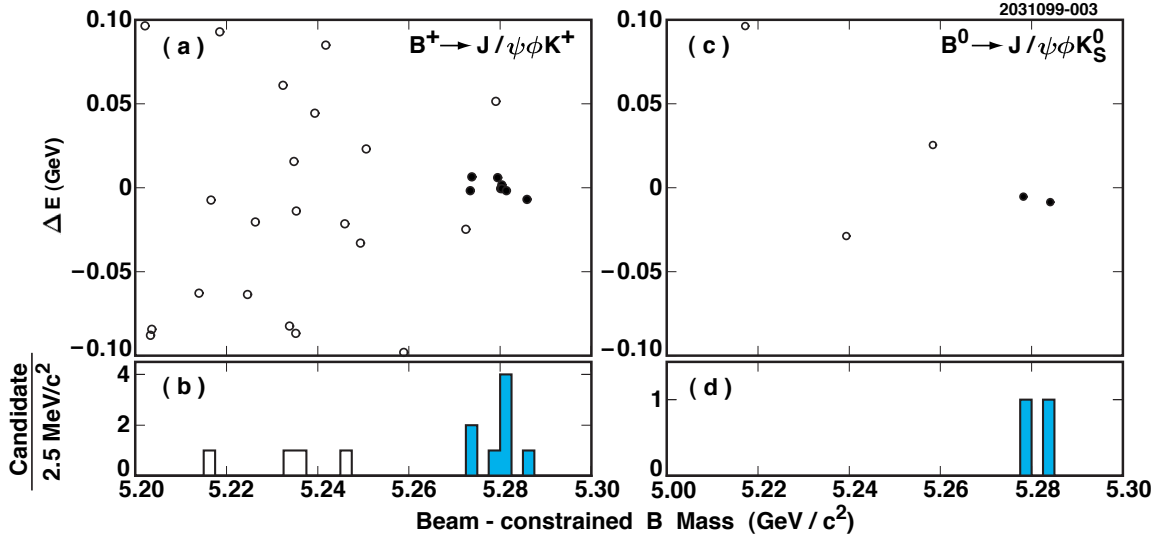 2031099-003
0.10
0.05
0
−0.05
−0.10
Δ E (GeV)
( a )
B⁺ → J / ψφK⁺
( c )
B⁰ → J / ψφK⁰S
0.10
0.05
0
−0.05
−0.10
Candidate
2.5 MeV/c²
4
2
0
( b )
1
0
( d )
5.20 5.22 5.24 5.26 5.28 5.30
5.00 5.22 5.24 5.26 5.28 5.30
Beam - constrained B Mass (GeV / c²)